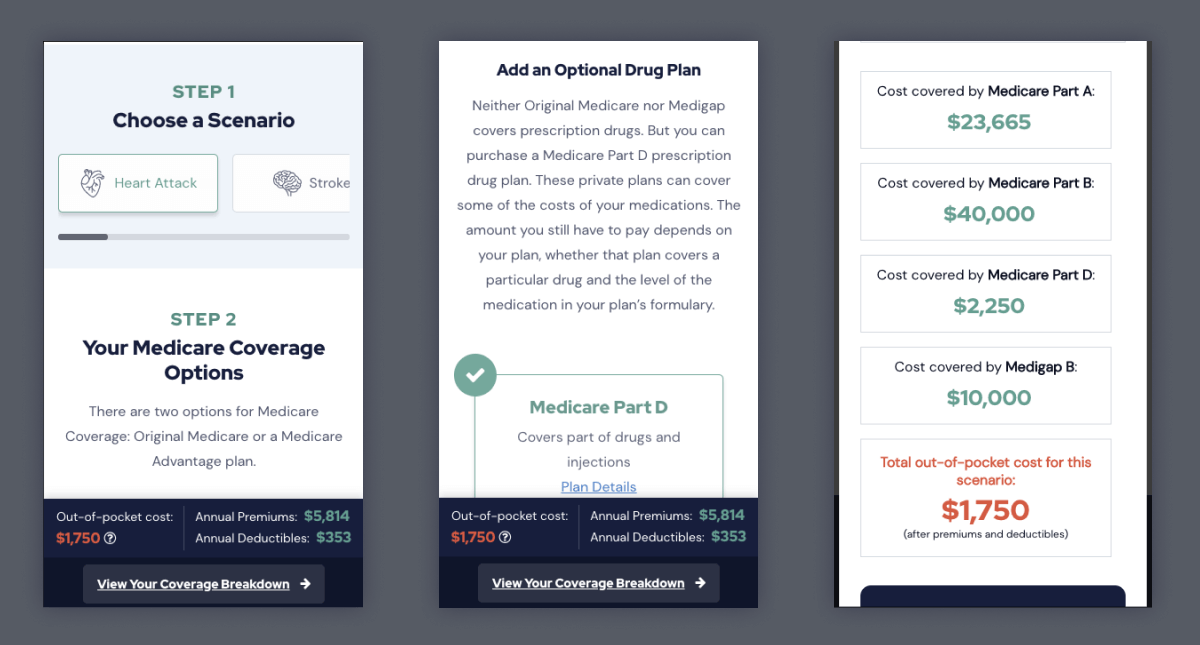 STEP 1
Choose a Scenario
Heart Attack
Stroke
STEP 2
Your Medicare Coverage
Options
There are two options for Medicare
Coverage: Original Medicare or a Medicare
Advantage plan.
Out-of-pocket cost:
$1,750 ?
Annual Premiums: $5,814
Annual Deductibles: $353
View Your Coverage Breakdown →
Add an Optional Drug Plan
Neither Original Medicare nor Medigap
covers prescription drugs. But you can
purchase a Medicare Part D prescription
drug plan. These private plans can cover
some of the costs of your medications. The
amount you still have to pay depends on
your plan, whether that plan covers a
particular drug and the level of the
medication in your plan’s formulary.
Medicare Part D
Covers part of drugs and
injections
Plan Details
Out-of-pocket cost:
$1,750 ?
Annual Premiums: $5,814
Annual Deductibles: $353
View Your Coverage Breakdown →
Cost covered by Medicare Part A:
$23,665
Cost covered by Medicare Part B:
$40,000
Cost covered by Medicare Part D:
$2,250
Cost covered by Medigap B:
$10,000
Total out-of-pocket cost for this
scenario:
$1,750
(after premiums and deductibles)